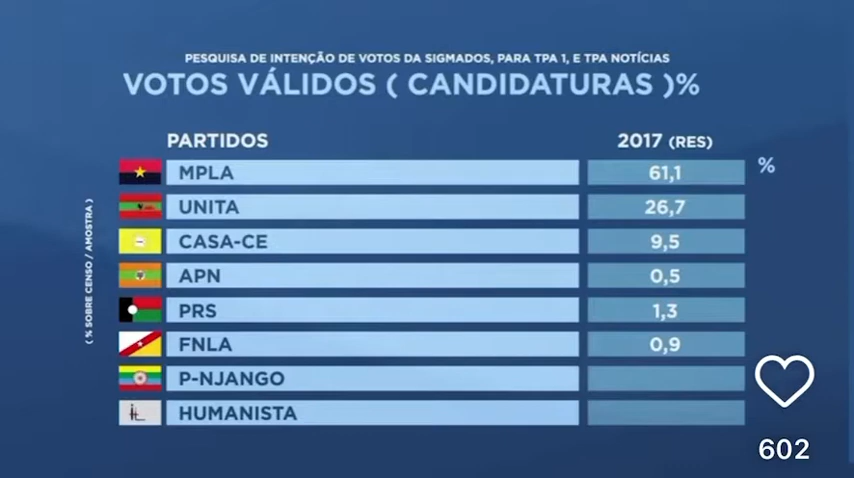 PESQUISA DE INTENÇÃO DE VOTOS DA SIGMADOS, PARA TPA 1, E TPA NOTÍCIAS
VOTOS VÁLIDOS ( CANDIDATURAS )%
PARTIDOS 2017 (RES)
%
MPLA 61,1
UNITA 26,7
CASA-CE 9,5
APN 0,5
PRS 1,3
FNLA 0,9
P-NJANGO
HUMANISTA
( % SOBRE CENSO / AMOSTRA )
602